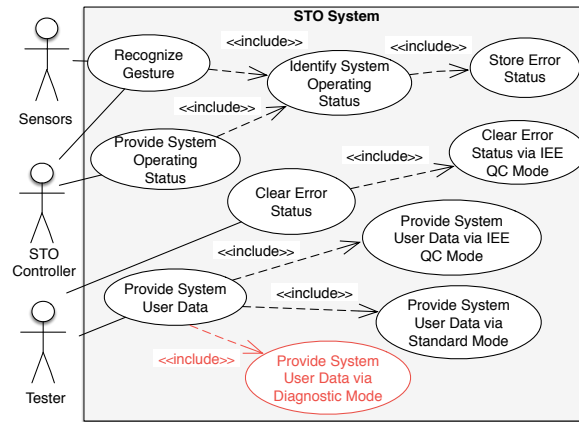 STO System
<<include>>
<<include>>
Recognize
Gesture
Identify System
Operating
Status
Store Error
Status
Sensors
<<include>>
Provide System
Operating
Status
Clear Error
Status via IEE
QC Mode
<<include>>
Clear Error
Status
STO
Controller
Provide System
User Data via IEE
QC Mode
<<include>>
Provide System
User Data
<<include>>
Provide System
User Data via
Standard Mode
<<include>>
Provide System
User Data via
Diagnostic Mode
Tester